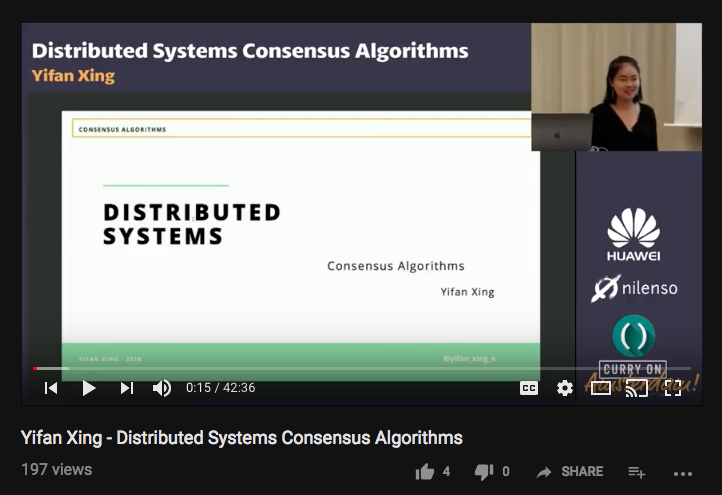 Distributed Systems Consensus Algorithms
Yifan Xing
CONSENSUS ALGORITHMS
DISTRIBUTED
SYSTEMS
Consensus Algorithms
Yifan Xing
YIFAN XING - 2018
@yifan_xing_e
HUAWEI
nilenso
CURRY ON
Amsterdam!
0:15 / 42:36
CC
Yifan Xing - Distributed Systems Consensus Algorithms
197 views
4
0
SHARE